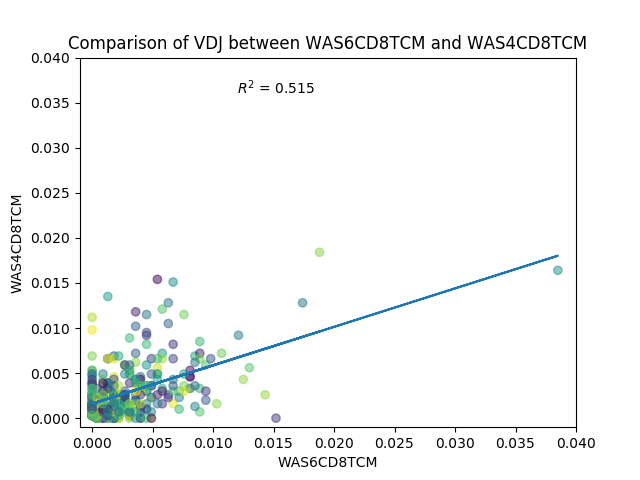 Comparison of VDJ between WAS6CD8TCM and WAS4CD8TCM
R² = 0.515
0.040
0.035
0.030
0.025
0.020
0.015
0.010
0.005
0.000
WAS4CD8TCM
0.000 0.005 0.010 0.015 0.020 0.025 0.030 0.035 0.040
WAS6CD8TCM